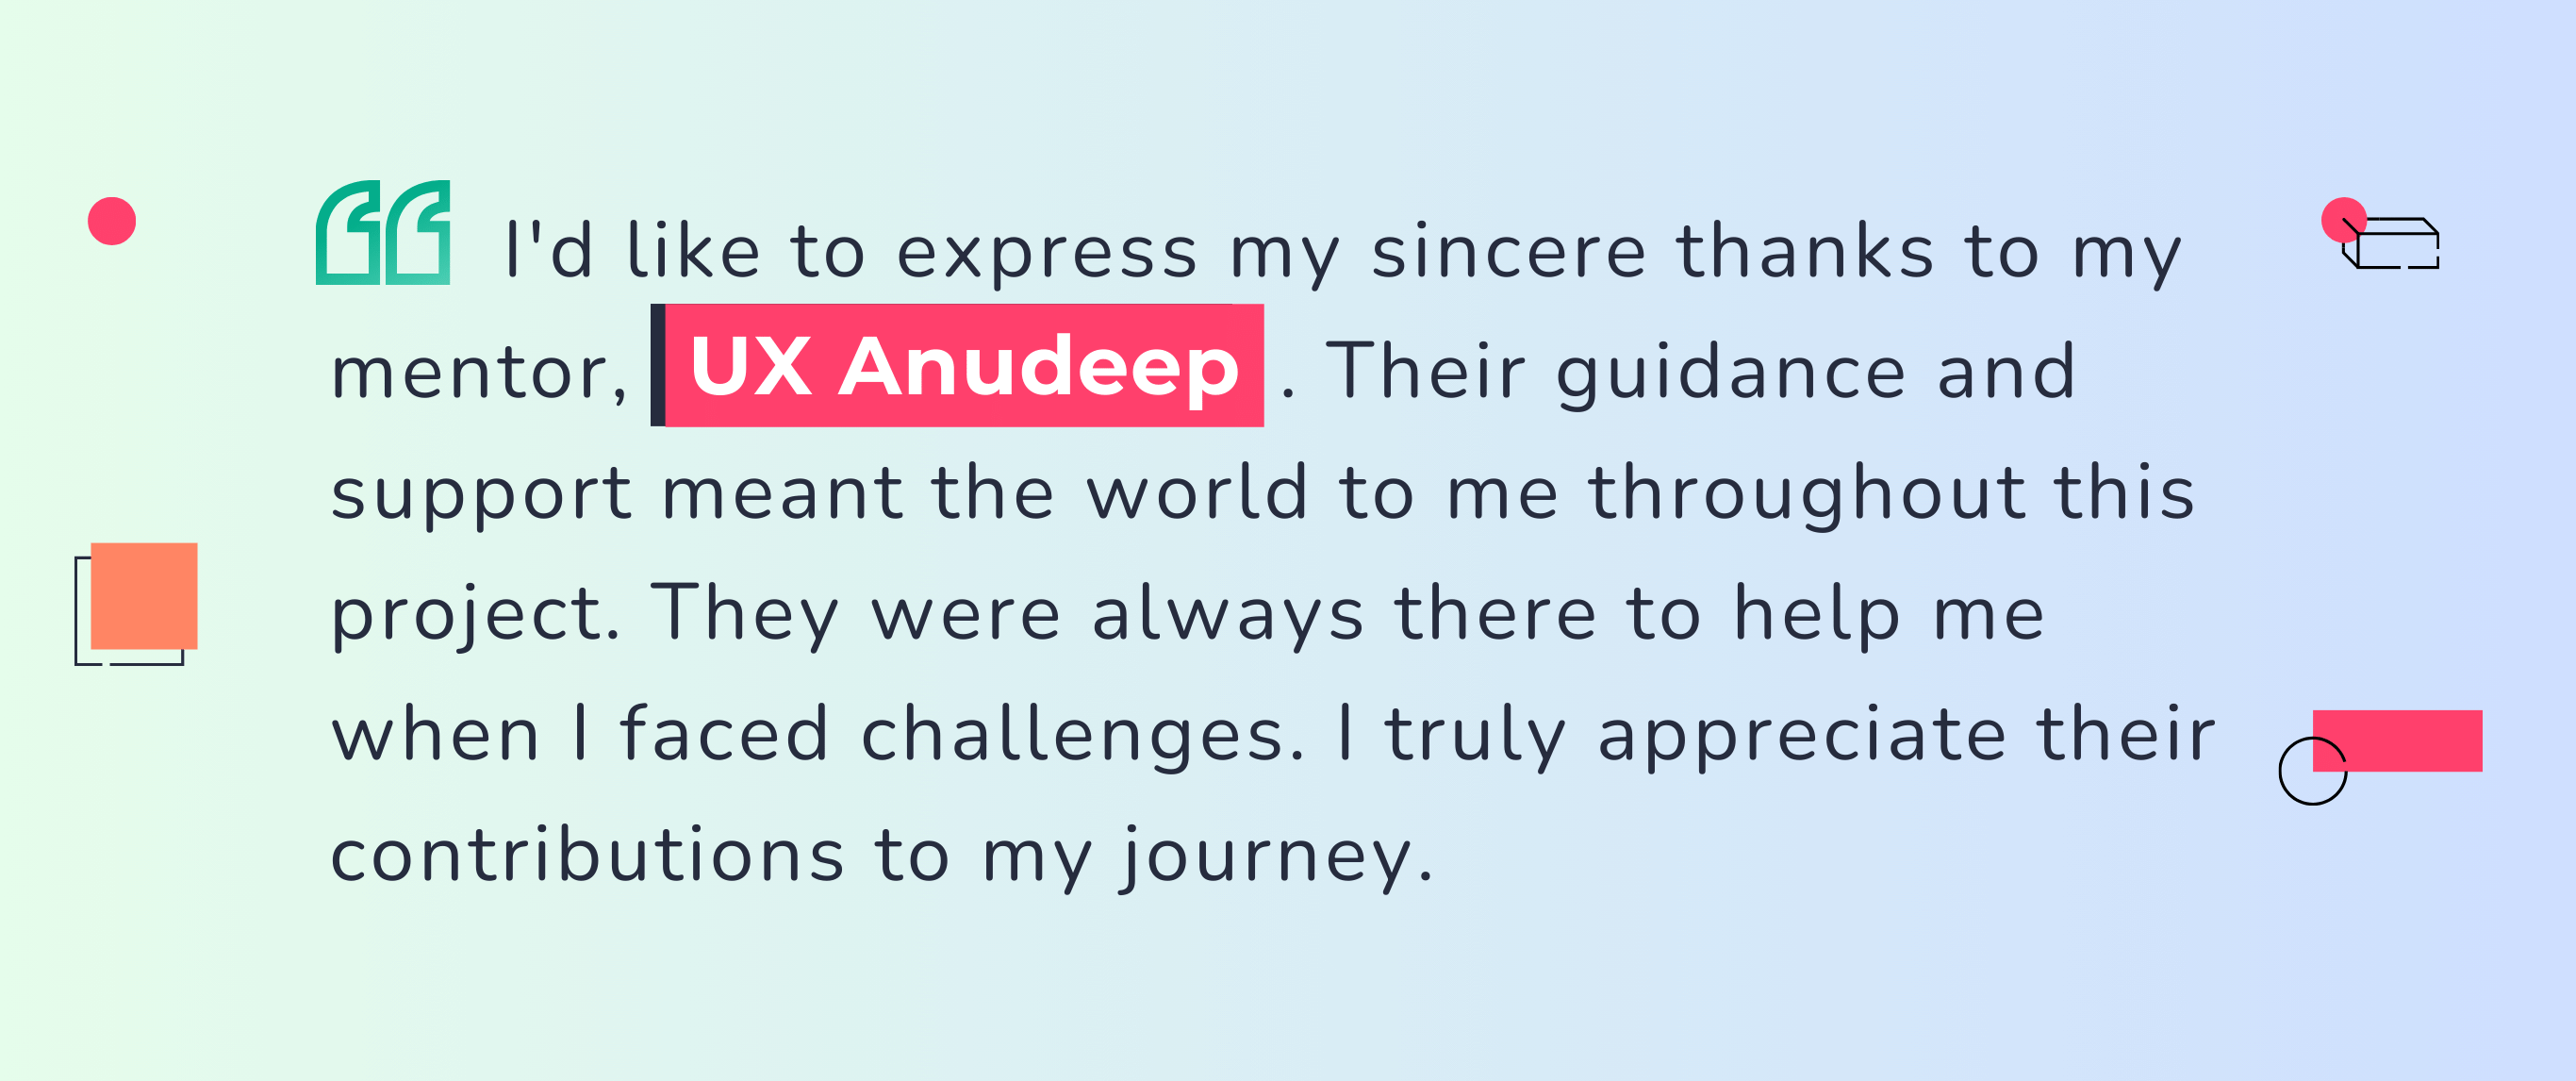 I'd like to express my sincere thanks to my
mentor, UX Anudeep . Their guidance and
support meant the world to me throughout this
project. They were always there to help me
when I faced challenges. I truly appreciate their
contributions to my journey.